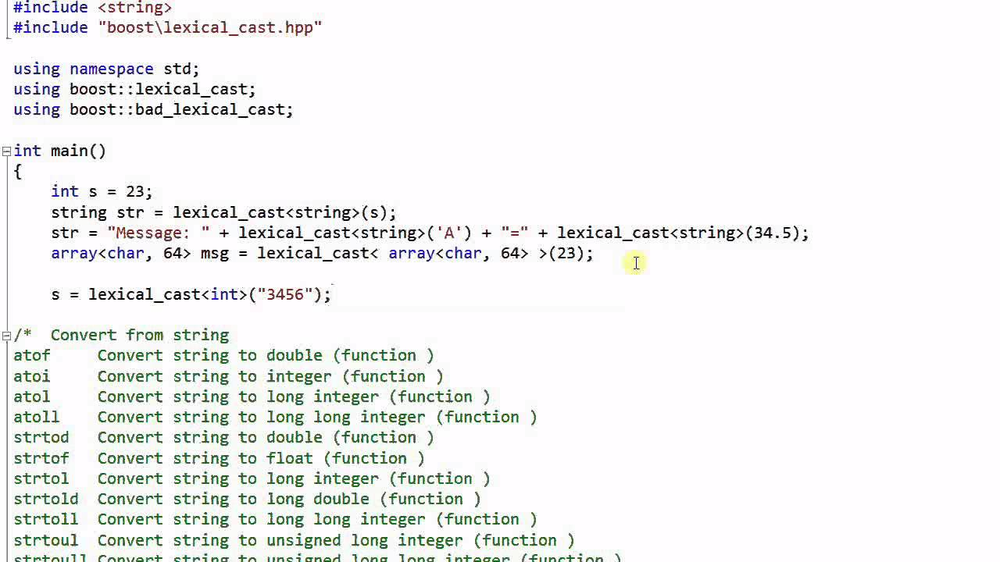 #include <string>
#include "boost\lexical_cast.hpp"
using namespace std;
using boost::lexical_cast;
using boost::bad_lexical_cast;
int main()
{
int s = 23;
string str = lexical_cast<string>(s);
str = "Message: " + lexical_cast<string>('A') + "=" + lexical_cast<string>(34.5);
array<char, 64> msg = lexical_cast< array<char, 64> >(23);
s = lexical_cast<int>("3456");
/*  Convert from string
atof     Convert string to double (function )
atoi     Convert string to integer (function )
atol     Convert string to long integer (function )
atoll    Convert string to long long integer (function )
strtod   Convert string to double (function )
strtof   Convert string to float (function )
strtol   Convert string to long integer (function )
strtold  Convert string to long double (function )
strtoll  Convert string to long long integer (function )
strtoul  Convert string to unsigned long integer (function )
strtoull Convert string to unsigned long long integer (function )